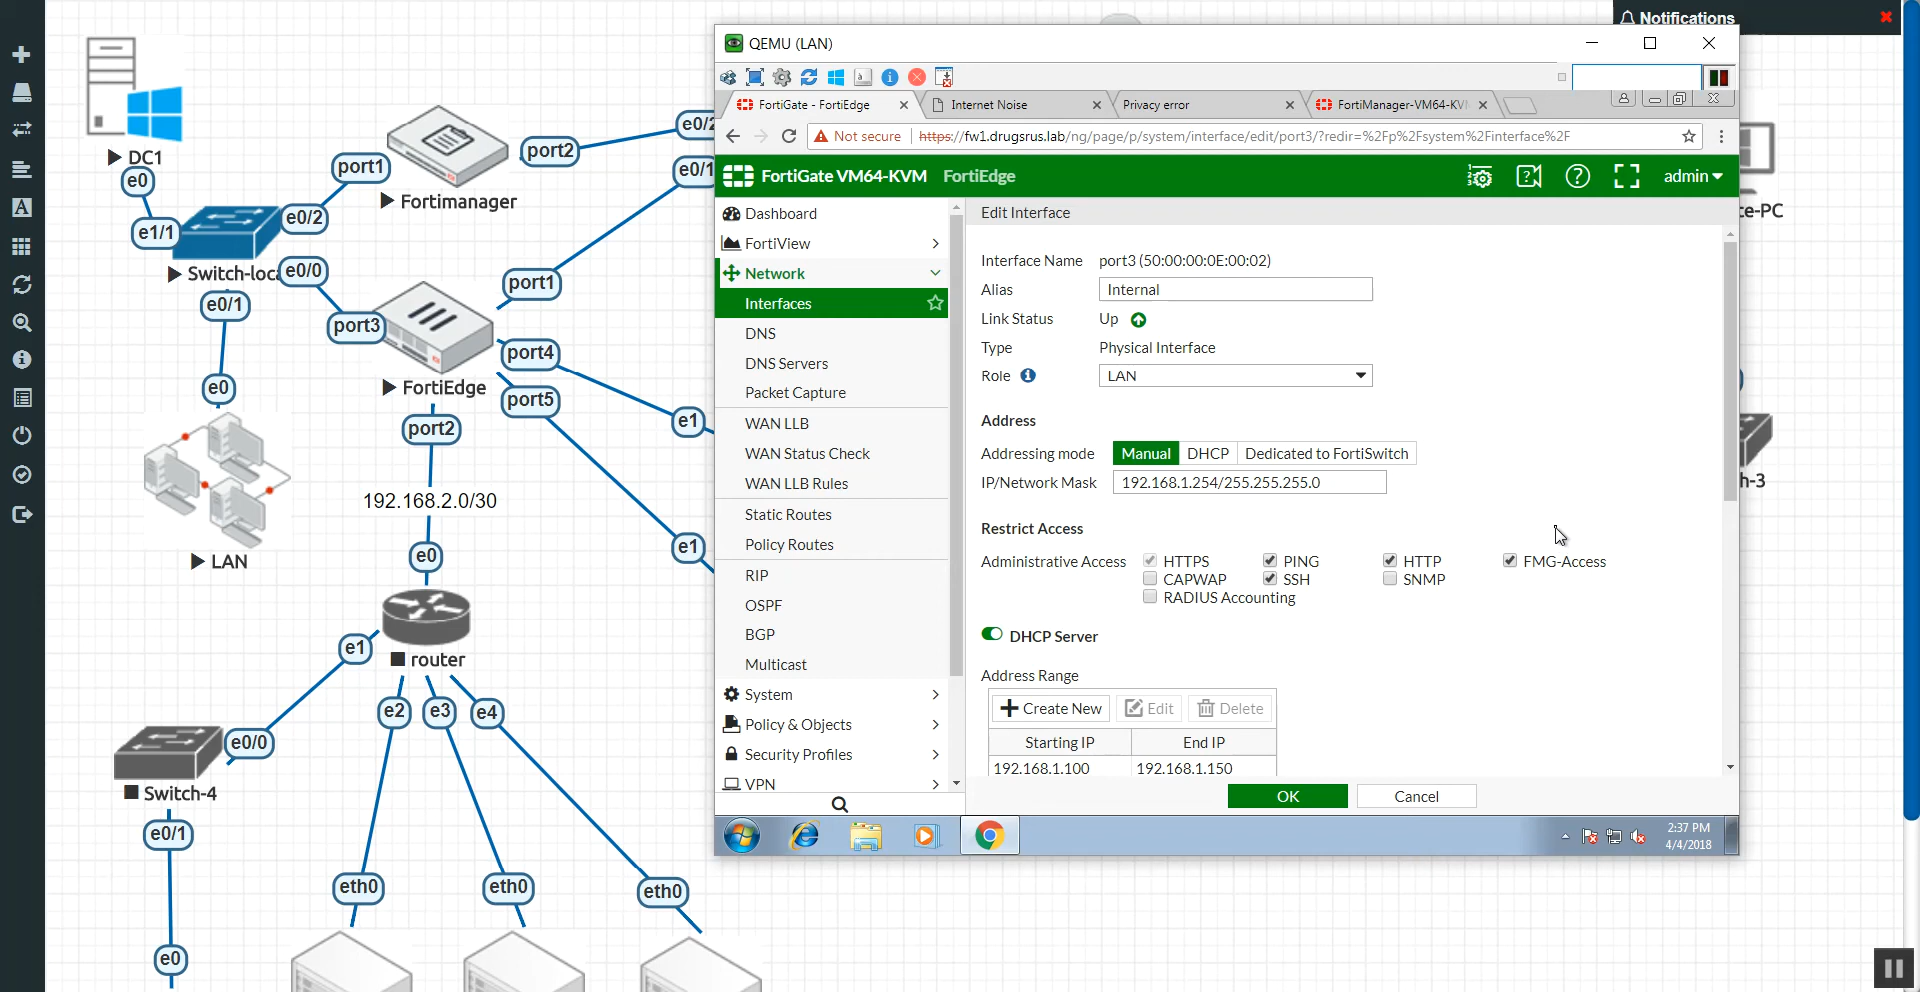 Notifications
DC1
e0
e1/1
port1
Fortimanager
port2
e0/2
e0/1
e0/2
Switch-loc
e0/0
e0/1
port3
port1
port4
port5
FortiEdge
port2
e1
e1
e0
LAN
192.168.2.0/30
e0
router
e1
e2
e3
e4
e0/0
Switch-4
e0/1
e0
eth0
eth0
eth0
ce-PC
h-3
QEMU (LAN)
FortiGate - FortiEdge
Internet Noise
Privacy error
FortiManager-VM64-KV
Not secure
https://fw1.drugsrus.lab/ng/page/p/system/interface/edit/port3/?redir=%2Fp%2Fsystem%2Finterface%2F
FortiGate VM64-KVM FortiEdge
admin
Dashboard
FortiView
Network
Interfaces
DNS
DNS Servers
Packet Capture
WAN LLB
WAN Status Check
WAN LLB Rules
Static Routes
Policy Routes
RIP
OSPF
BGP
Multicast
System
Policy & Objects
Security Profiles
VPN
Edit Interface
Interface Name port3 (50:00:00:0E:00:02)
Alias Internal
Link Status Up
Type Physical Interface
Role LAN
Address
Addressing mode Manual DHCP Dedicated to FortiSwitch
IP/Network Mask 192.168.1.254/255.255.255.0
Restrict Access
Administrative Access HTTPS PING HTTP FMG-Access
CAPWAP SSH SNMP
RADIUS Accounting
DHCP Server
Address Range
Create New Edit Delete
Starting IP End IP
192.168.1.100 192.168.1.150
OK Cancel
2:37 PM
4/4/2018